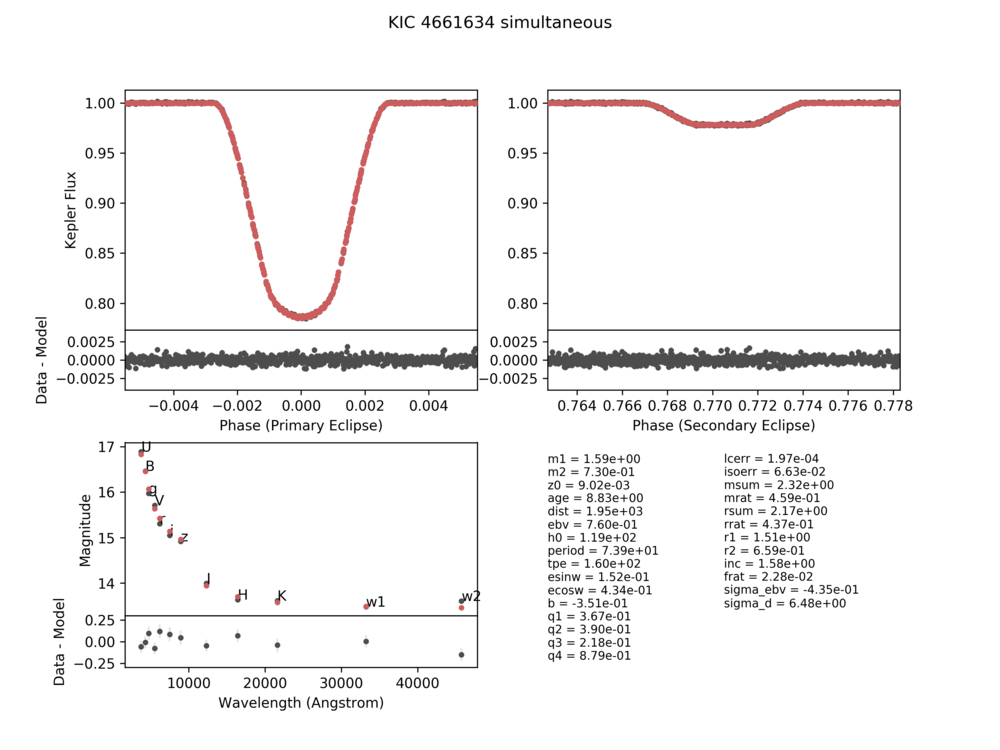 KIC 4661634 simultaneous
1.00
0.95
0.90
0.85
0.80
Kepler Flux
0.0025
0.0000
−0.0025
Data - Model
−0.004 −0.002 0.000 0.002 0.004
Phase (Primary Eclipse)
1.00
0.95
0.90
0.85
0.80
0.0025
0.0000
−0.0025
0.764 0.766 0.768 0.770 0.772 0.774 0.776 0.778
Phase (Secondary Eclipse)
17
16
15
14
Magnitude
U
B
g
V
r
i
z
J
H
K
w1
w2
0.25
0.00
−0.25
Data - Model
10000 20000 30000 40000
Wavelength (Angstrom)
m1 = 1.59e+00
m2 = 7.30e-01
z0 = 9.02e-03
age = 8.83e+00
dist = 1.95e+03
ebv = 7.60e-01
h0 = 1.19e+02
period = 7.39e+01
tpe = 1.60e+02
esinw = 1.52e-01
ecosw = 4.34e-01
b = -3.51e-01
q1 = 3.67e-01
q2 = 3.90e-01
q3 = 2.18e-01
q4 = 8.79e-01
lcerr = 1.97e-04
isoerr = 6.63e-02
msum = 2.32e+00
mrat = 4.59e-01
rsum = 2.17e+00
rrat = 4.37e-01
r1 = 1.51e+00
r2 = 6.59e-01
inc = 1.58e+00
frat = 2.28e-02
sigma_ebv = -4.35e-01
sigma_d = 6.48e+00